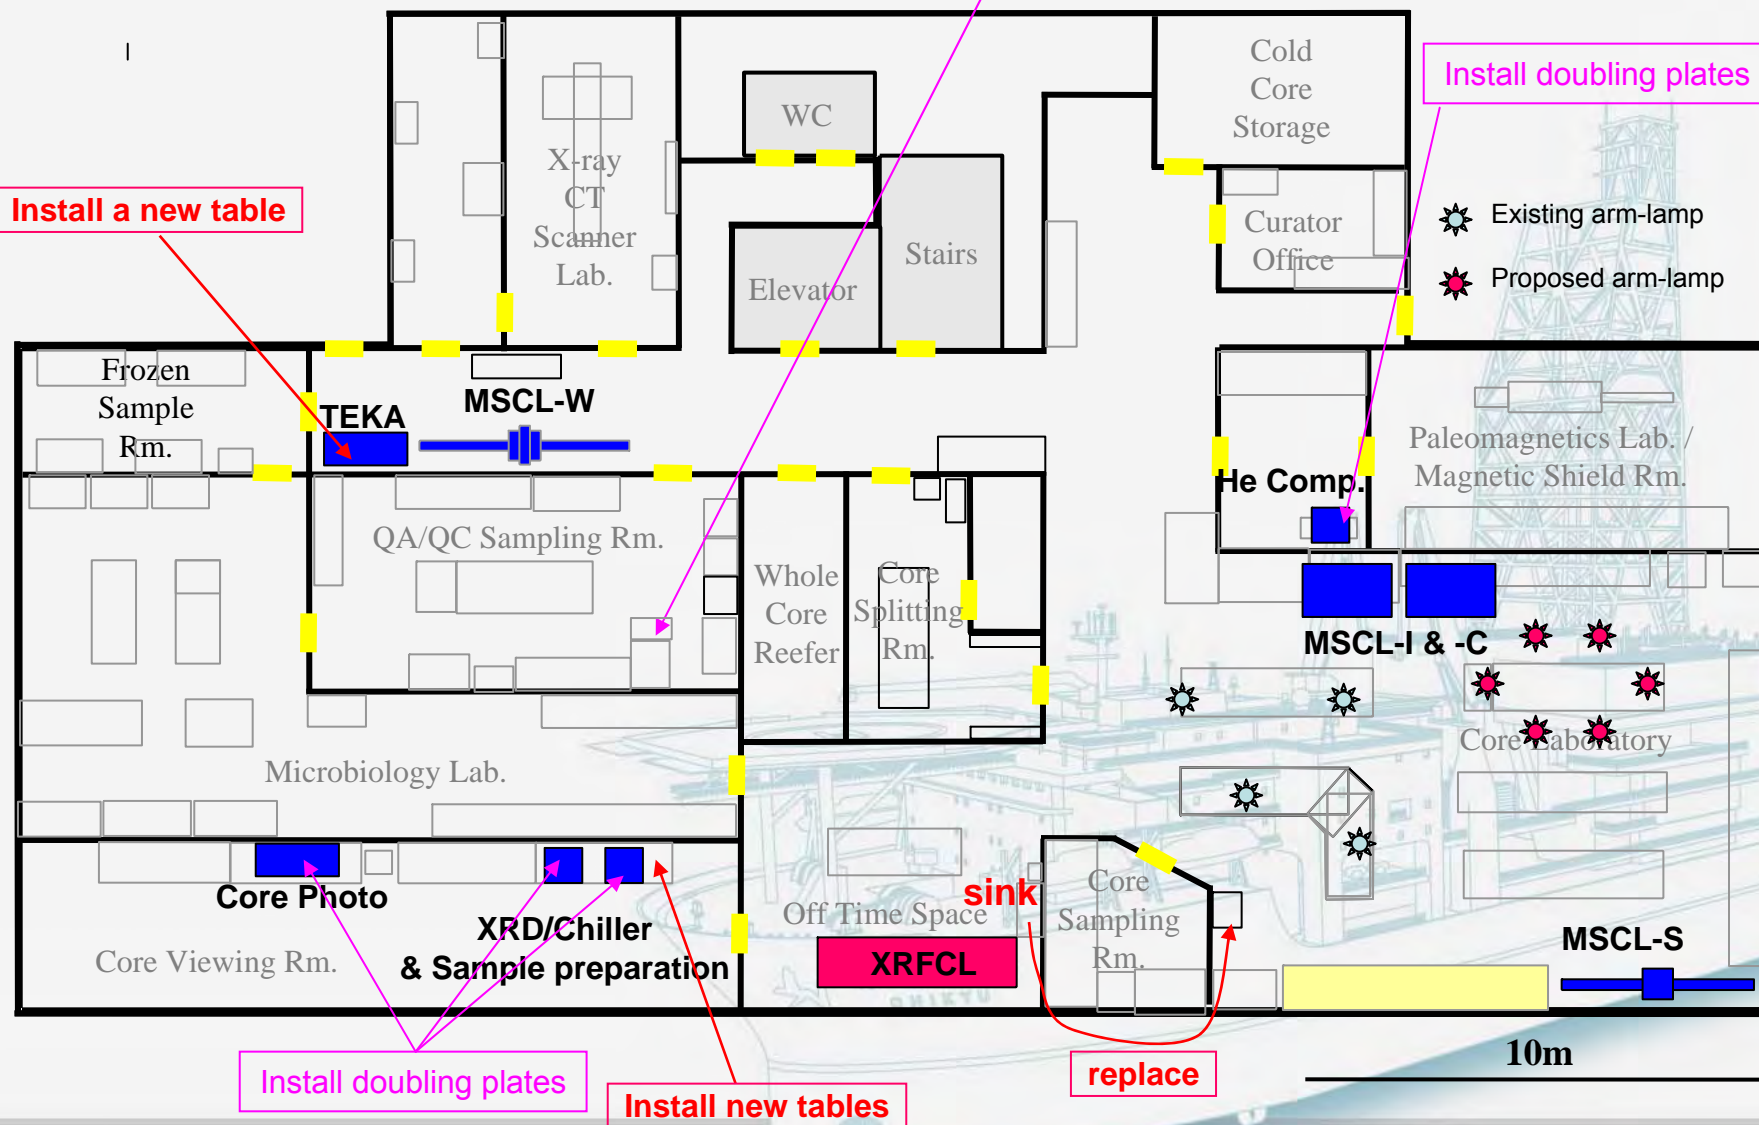 Cold
Core
Storage
Install doubling plates
WC
X-ray
CT
Scanner
Lab.
Install a new table
Stairs
Elevator
Curator
Office
Existing arm-lamp
Proposed arm-lamp
Frozen
Sample
Rm.
TEKA
MSCL-W
He Comp.
Paleomagnetics Lab. /
Magnetic Shield Rm.
QA/QC Sampling Rm.
Whole
Core
Reefer
Core
Splitting
Rm.
MSCL-I & -C
Core Laboratory
Microbiology Lab.
Core Photo
XRD/Chiller
& Sample preparation
Core Viewing Rm.
Off Time Space
sink
XRFCL
Core
Sampling
Rm.
MSCL-S
CHIKYU
Install doubling plates
Install new tables
replace
10m